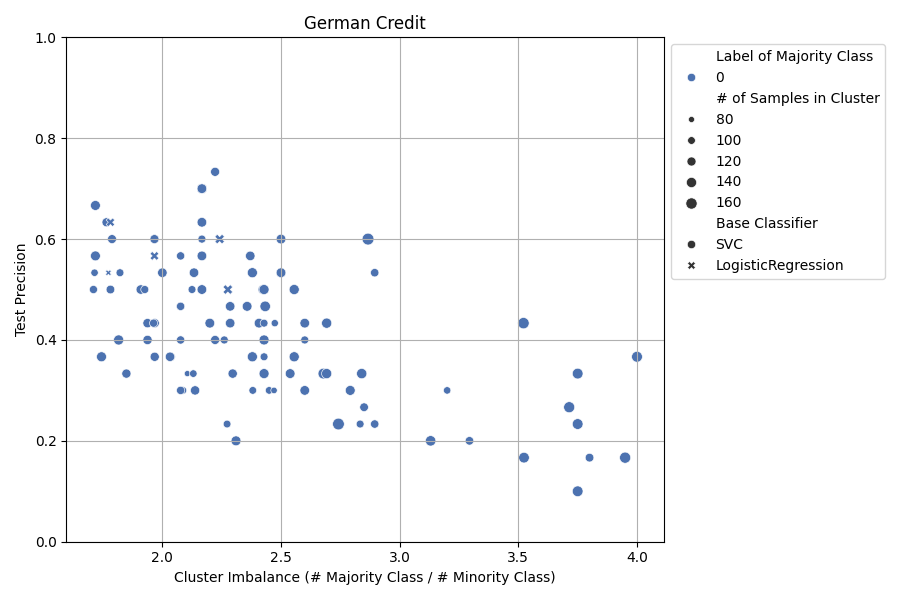 German Credit
1.0
0.8
0.6
0.4
0.2
0.0
Test Precision
2.0
2.5
3.0
3.5
4.0
Cluster Imbalance (# Majority Class / # Minority Class)
Label of Majority Class
0
# of Samples in Cluster
80
100
120
140
160
Base Classifier
SVC
LogisticRegression